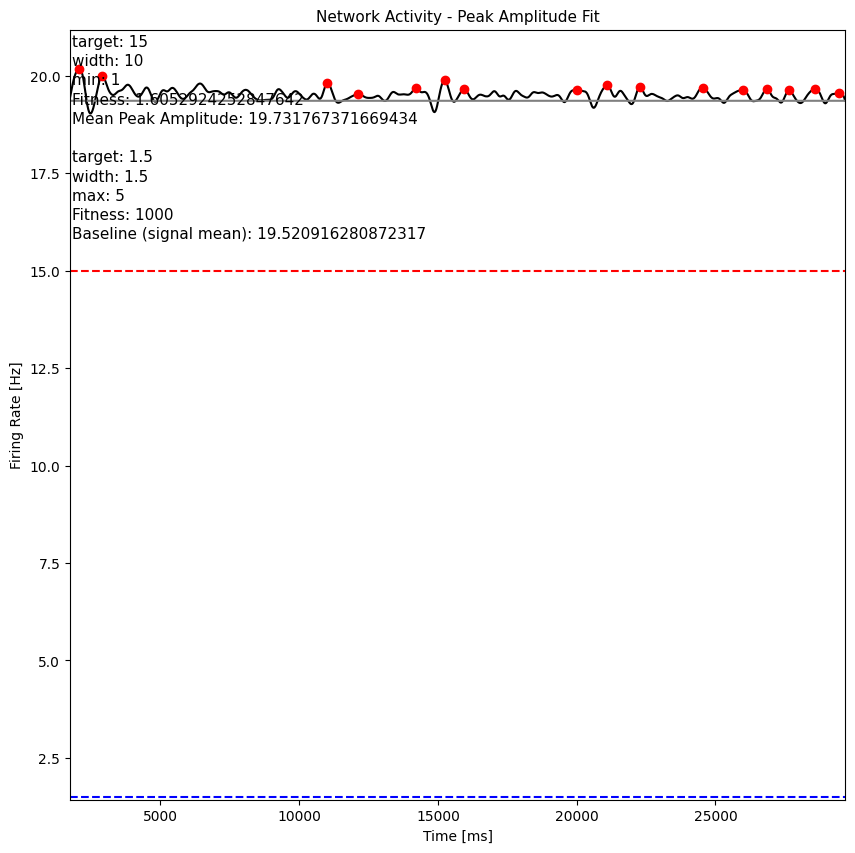 Network Activity - Peak Amplitude Fit
target: 15
width: 10
min: 1
Fitness: 1.6052924252847642
Mean Peak Amplitude: 19.731767371669434
target: 1.5
width: 1.5
max: 5
Fitness: 1000
Baseline (signal mean): 19.520916280872317
20.0
17.5
15.0
12.5
10.0
7.5
5.0
2.5
Firing Rate [Hz]
5000
10000
15000
20000
25000
Time [ms]